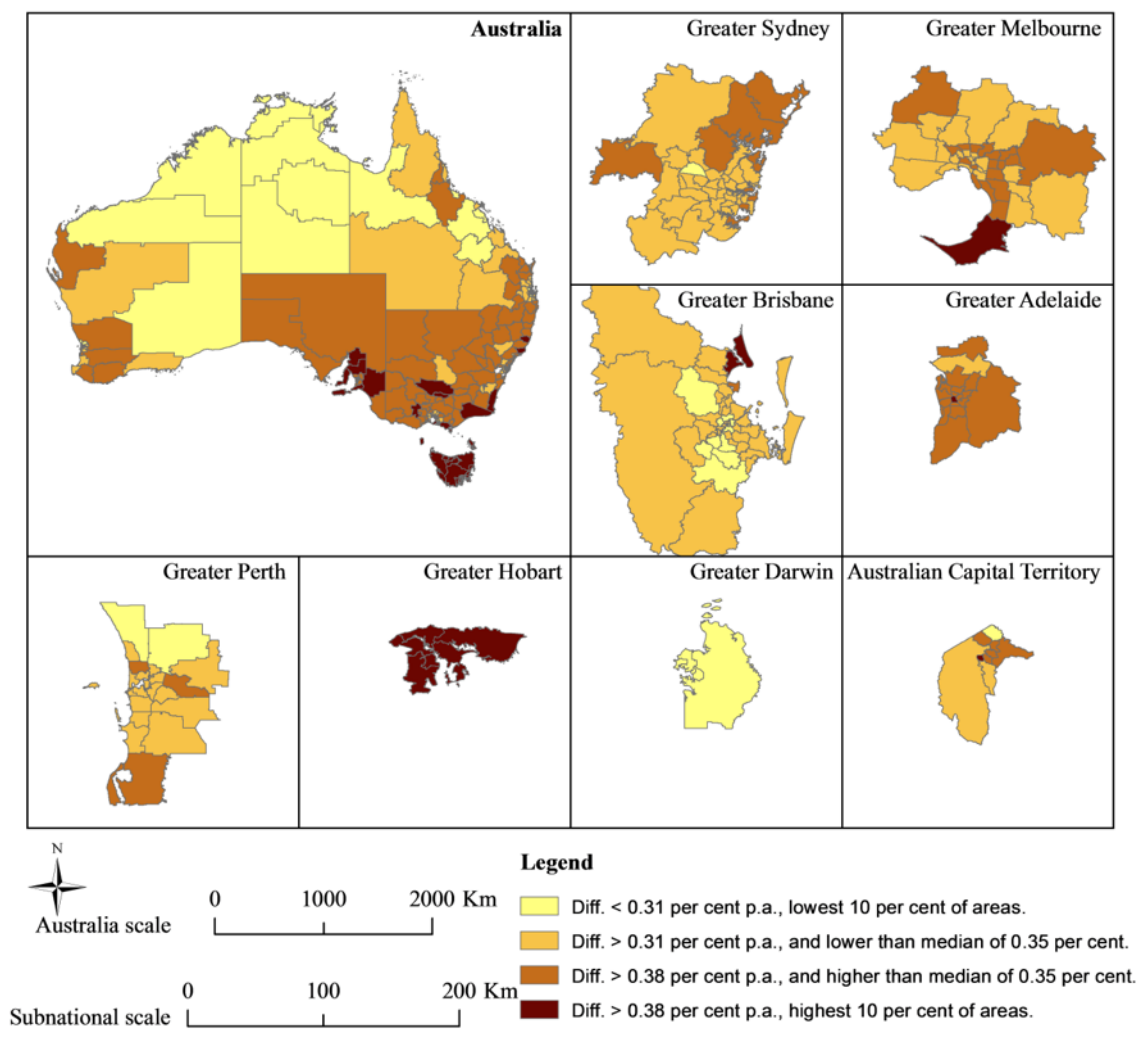 Australia
Greater Sydney
Greater Melbourne
Greater Brisbane
Greater Adelaide
Greater Perth
Greater Hobart
Greater Darwin
Australian Capital Territory
N
0 1000 2000 Km
Australia scale
0 100 200 Km
Subnational scale
Legend
Diff. < 0.31 per cent p.a., lowest 10 per cent of areas.
Diff. > 0.31 per cent p.a., and lower than median of 0.35 per cent.
Diff. > 0.38 per cent p.a., and higher than median of 0.35 per cent.
Diff. > 0.38 per cent p.a., highest 10 per cent of areas.